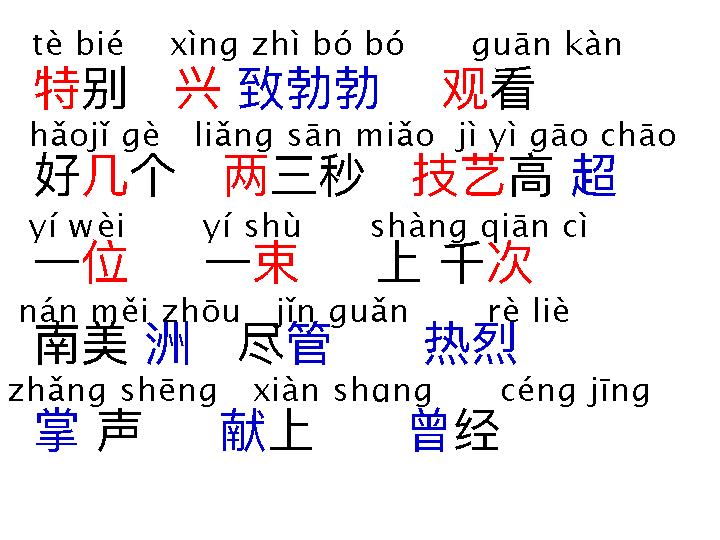 tè bié xìng zhì bó bó guān kàn
特别 兴 致勃勃 观看
hǎojǐ gè liǎng sān miǎo jì yì gāo chāo
好几个 两三秒 技艺高 超
yí wèi yí shù shàng qiān cì
一位 一束 上 千次
nán měi zhōu jǐn guǎn rè liè
南美 洲 尽管 热烈
zhǎng shēng xiàn shɑng céng jīng
掌 声 献上 曾经